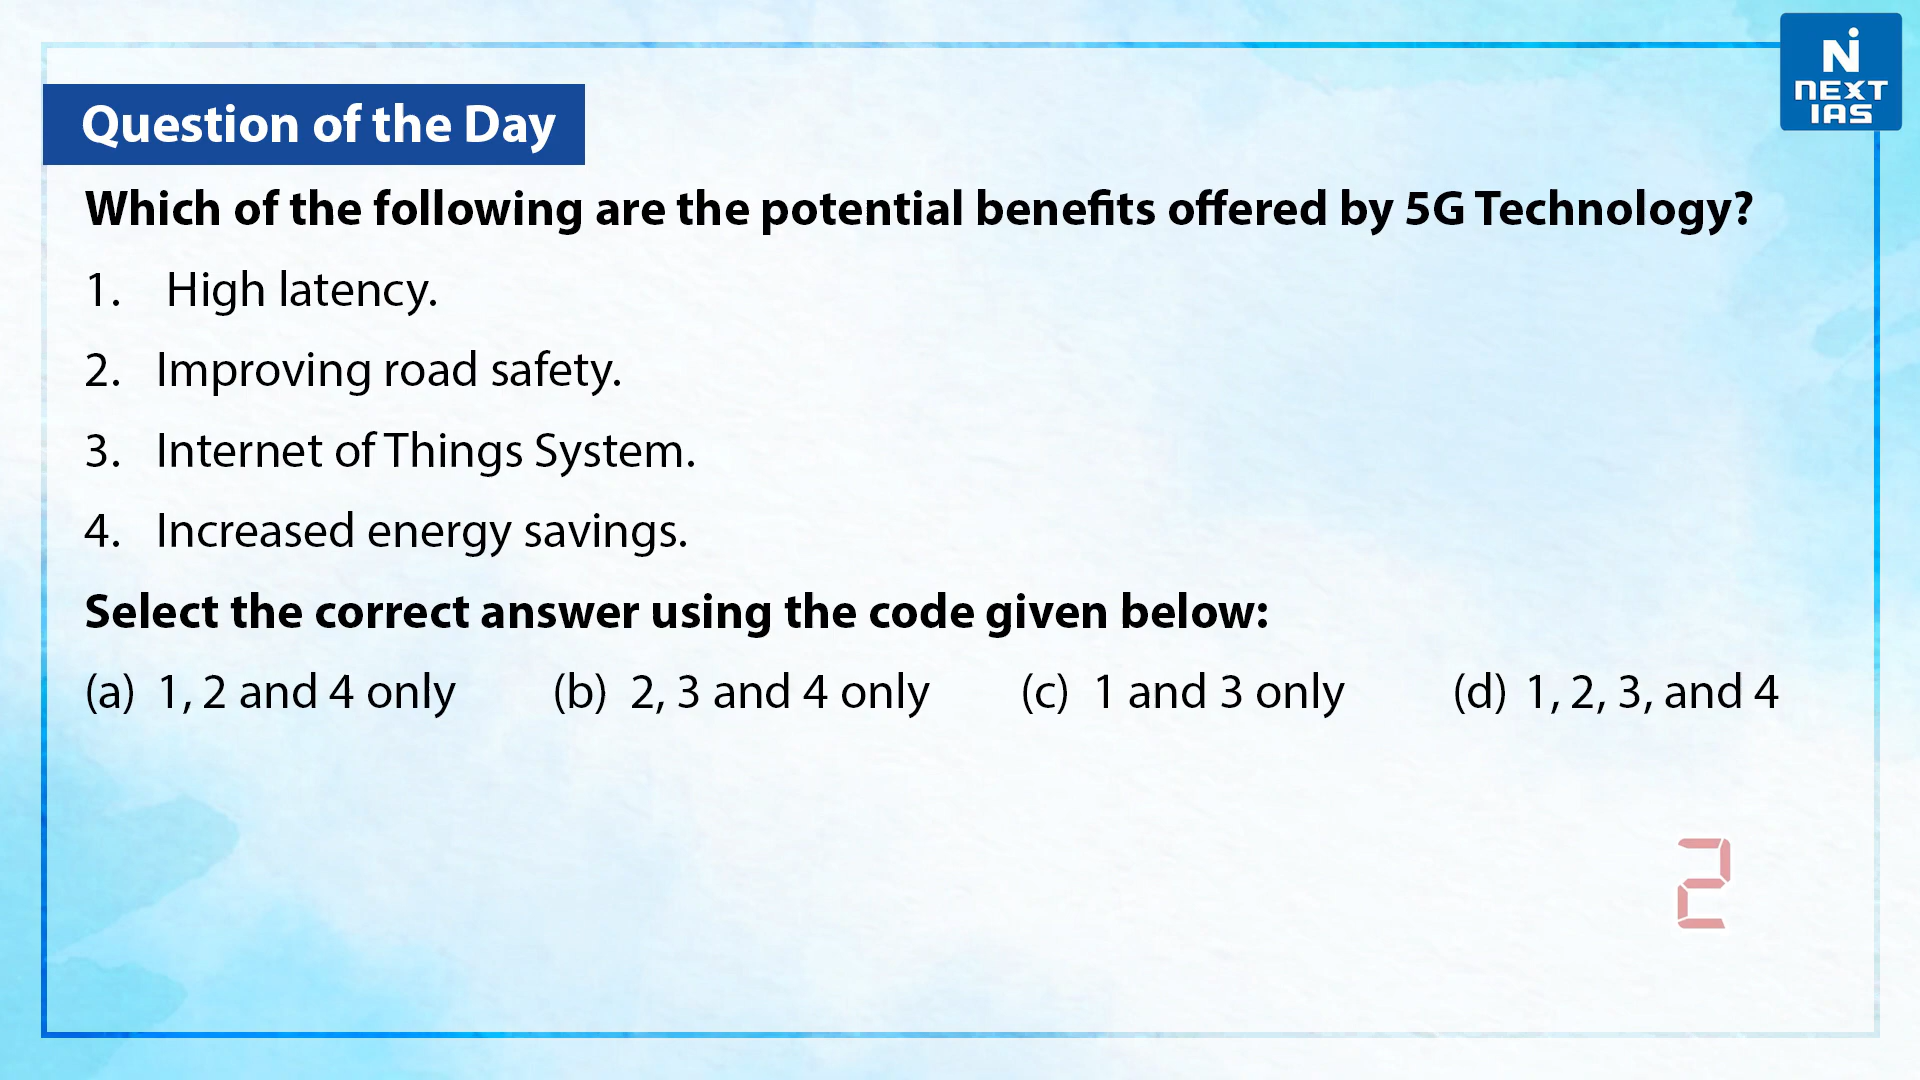 NEXT
IAS
Question of the Day
Which of the following are the potential benefits offered by 5G Technology?
1. High latency.
2. Improving road safety.
3. Internet of Things System.
4. Increased energy savings.
Select the correct answer using the code given below:
(a) 1, 2 and 4 only (b) 2, 3 and 4 only (c) 1 and 3 only (d) 1, 2, 3, and 4
2